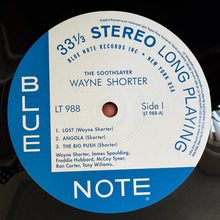 33⅓ STEREO LONG PLAYING
BLUE NOTE RECORDS INC • NEW YORK USA
THE SOOTHSAYER
WAYNE SHORTER
LT 988
Side I
(LT 988-A)
1. LOST (Wayne Shorter)
2. ANGOLA (Shorter)
3. THE BIG PUSH (Shorter)
Wayne Shorter, James Spaulding,
Freddie Hubbard, McCoy Tyner,
Ron Carter, Tony Williams.
BLUE
NOTE®